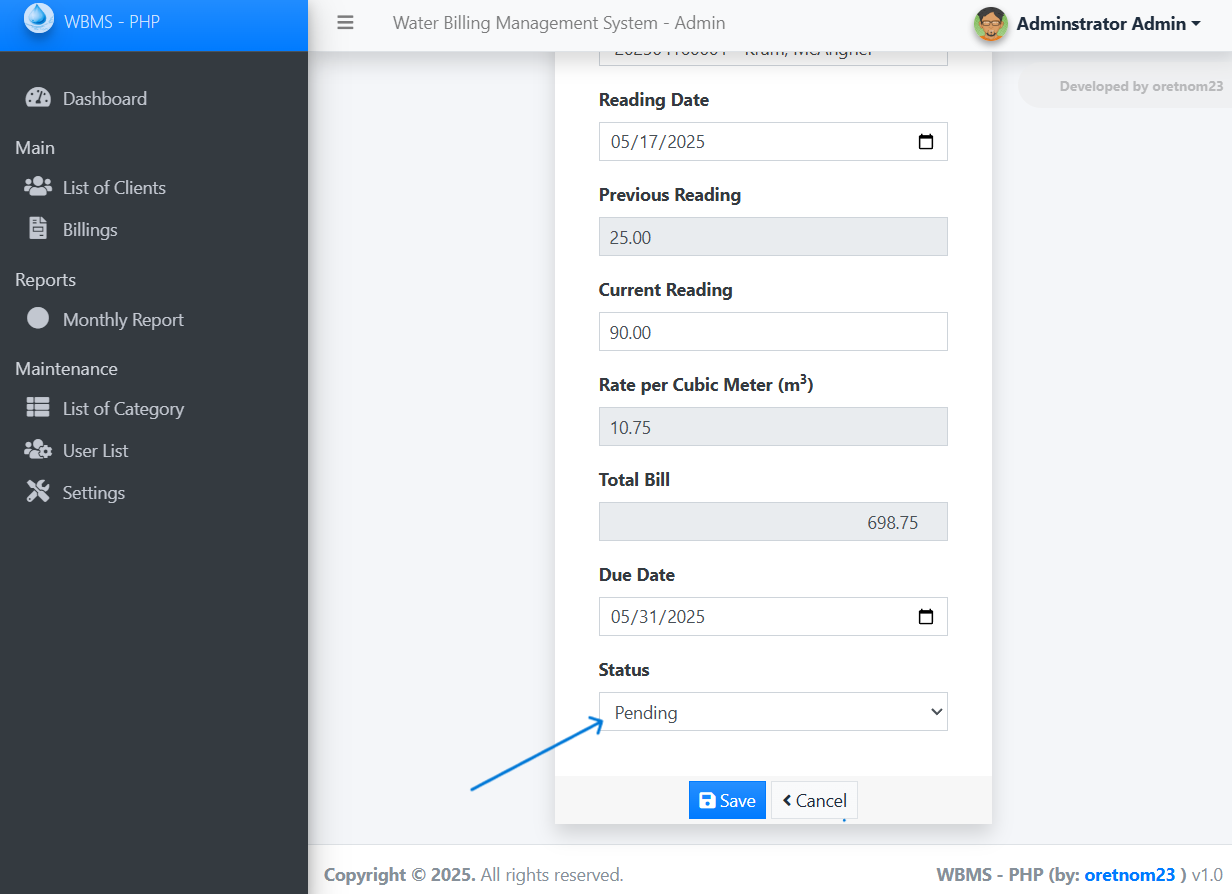 WBMS - PHP
Water Billing Management System - Admin
Adminstrator Admin
Dashboard
Main
List of Clients
Billings
Reports
Monthly Report
Maintenance
List of Category
User List
Settings
Developed by oretnom23
Reading Date
05/17/2025
Previous Reading
25.00
Current Reading
90.00
Rate per Cubic Meter (m³)
10.75
Total Bill
698.75
Due Date
05/31/2025
Status
Pending
Save
Cancel
Copyright © 2025. All rights reserved.
WBMS - PHP (by: oretnom23 ) v1.0